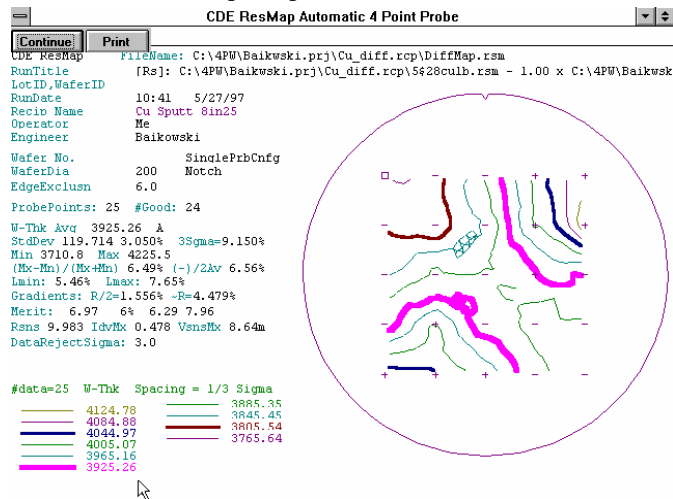 CDE ResMap Automatic 4 Point Probe
Continue Print
CDE ResMap FileName: C:\4PW\Baikwski.prj\Cu_diff.rcp\DiffMap.rsm
RunTitle [Rs]: C:\4PW\Baikwski.prj\Cu_diff.rcp\5$28culb.rsm - 1.00 x C:\4PW\Baikwsk
LotID,WaferID
RunDate 10:41 5/27/97
Recip Name Cu Sputt 8in25
Operator Me
Engineer Baikowski
Wafer No. SinglePrbCnfg
WaferDia 200 Notch
EdgeExclusn 6.0
ProbePoints: 25 #Good: 24
W-Thk Avg 3925.26 A
StdDev 119.714 3.050% 3Sgma=9.150%
Min 3710.8 Max 4225.5
(Mx-Mn)/(Mx+Mn) 6.49% (-)/2Av 6.56%
Lmin: 5.46% Lmax: 7.65%
Gradients: R/2=1.556% ~R=4.479%
Merit: 6.97 6% 6.29 7.96
Rsns 9.983 IdvMx 0.478 VsnsMx 8.64m
DataRejectSigma: 3.0
#data=25 W-Thk Spacing = 1/3 Sigma
4124.78 3885.35
4084.88 3845.45
4044.97 3805.54
4005.07 3765.64
3965.16
3925.26